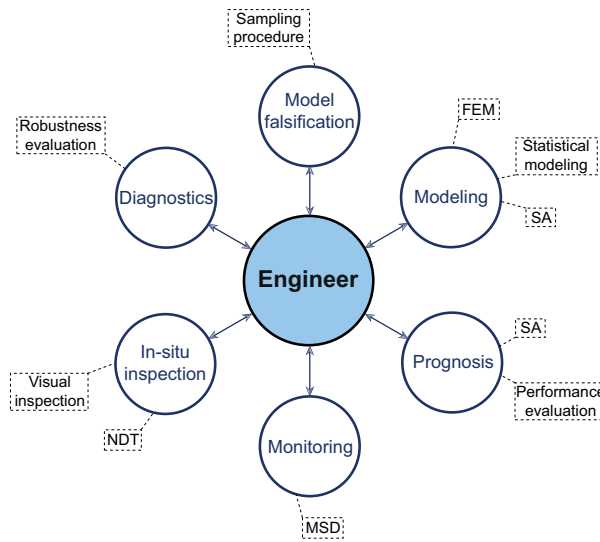 Sampling
procedure
Model
falsification
FEM
Robustness
evaluation
Statistical
modeling
Diagnostics
Modeling
SA
Engineer
SA
In-situ
inspection
Prognosis
Visual
inspection
Performance
evaluation
NDT
Monitoring
MSD